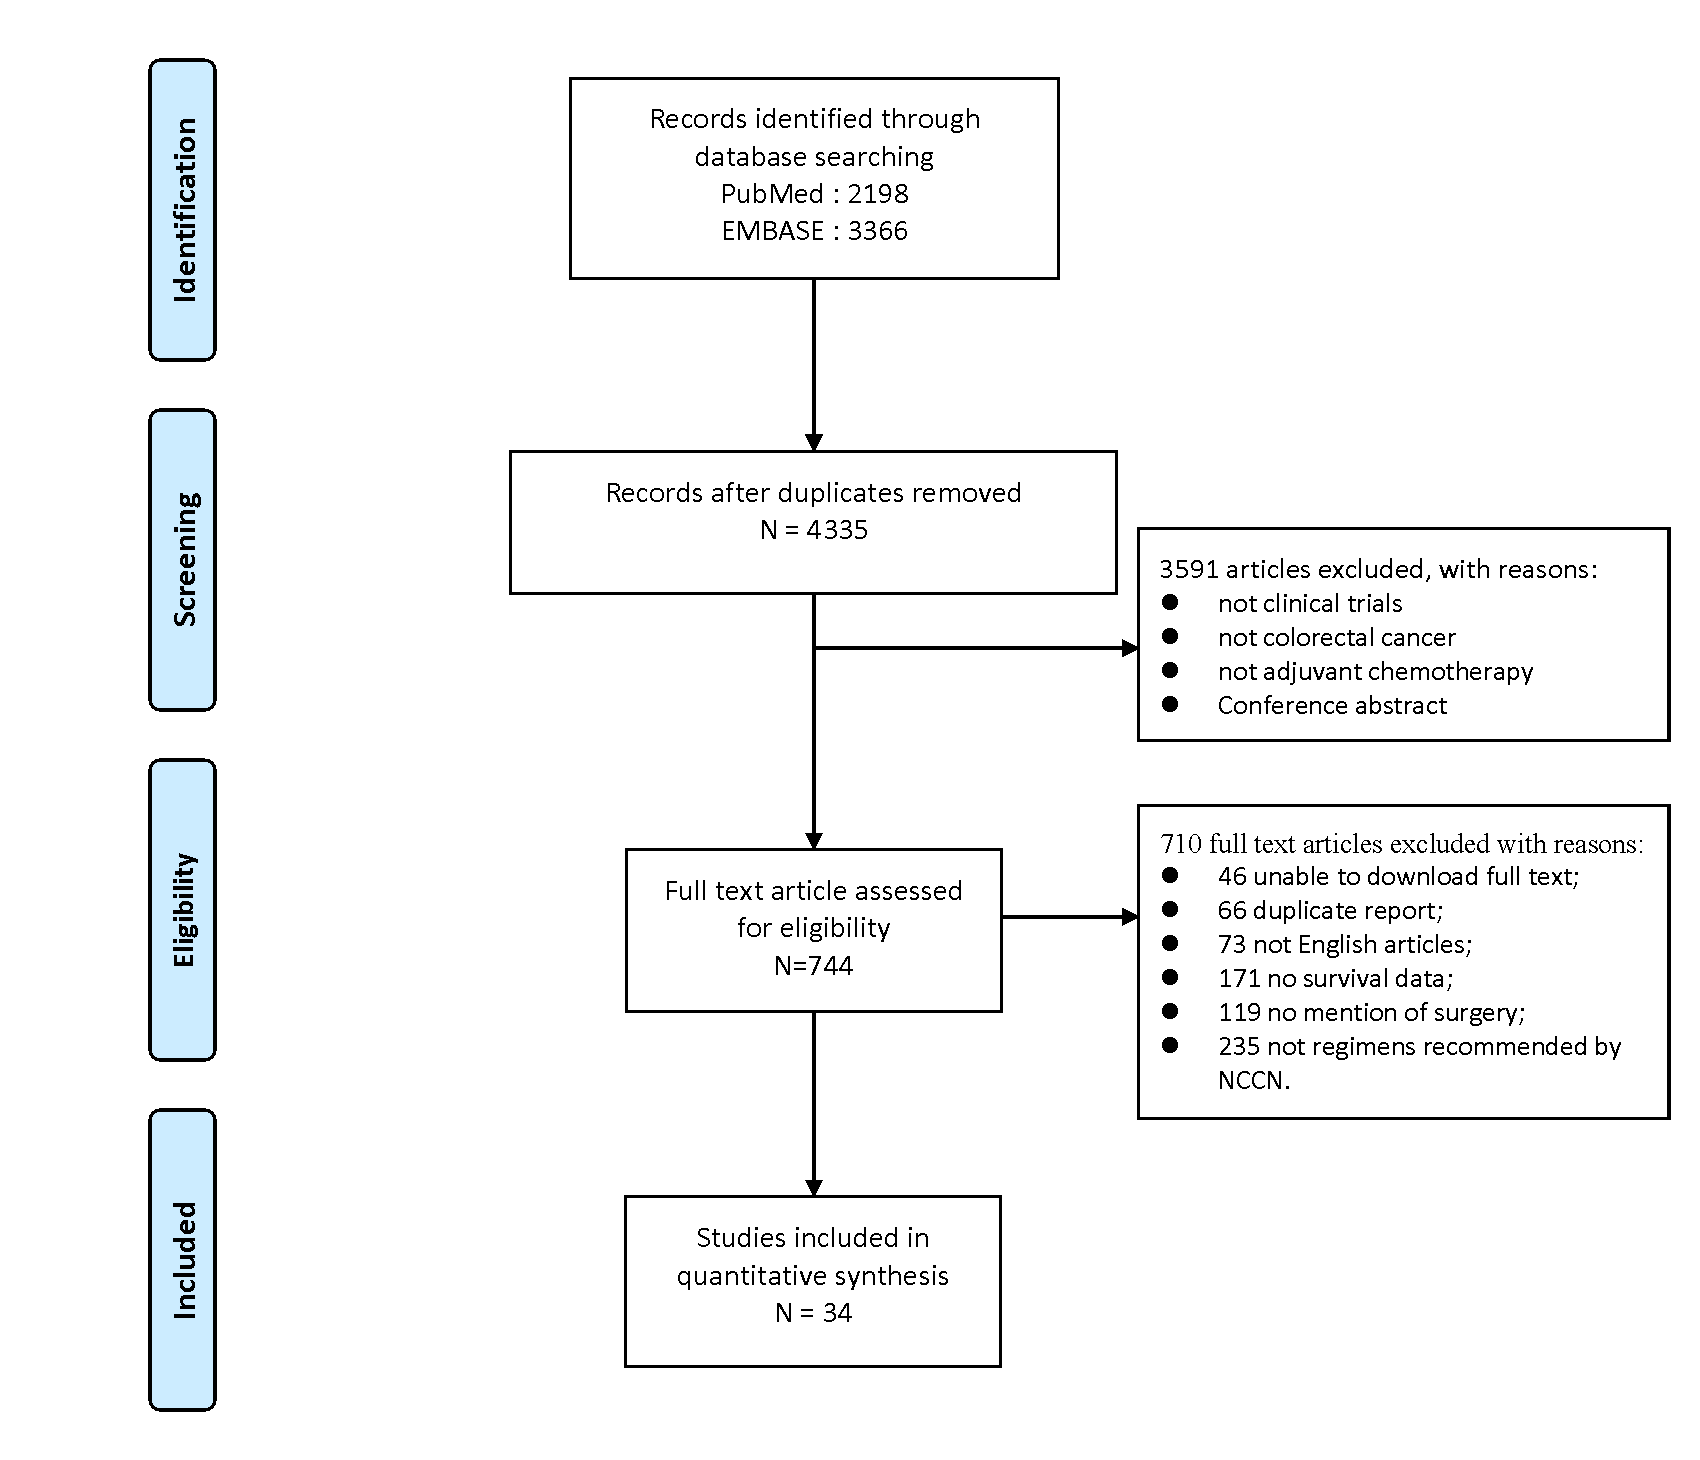 Identification
Records identified through
database searching
PubMed : 2198
EMBASE : 3366
Screening
Records after duplicates removed
N = 4335
3591 articles excluded, with reasons:
● not clinical trials
● not colorectal cancer
● not adjuvant chemotherapy
● Conference abstract
Eligibility
Full text article assessed
for eligibility
N=744
710 full text articles excluded with reasons:
● 46 unable to download full text;
● 66 duplicate report;
● 73 not English articles;
● 171 no survival data;
● 119 no mention of surgery;
● 235 not regimens recommended by
NCCN.
Included
Studies included in
quantitative synthesis
N = 34